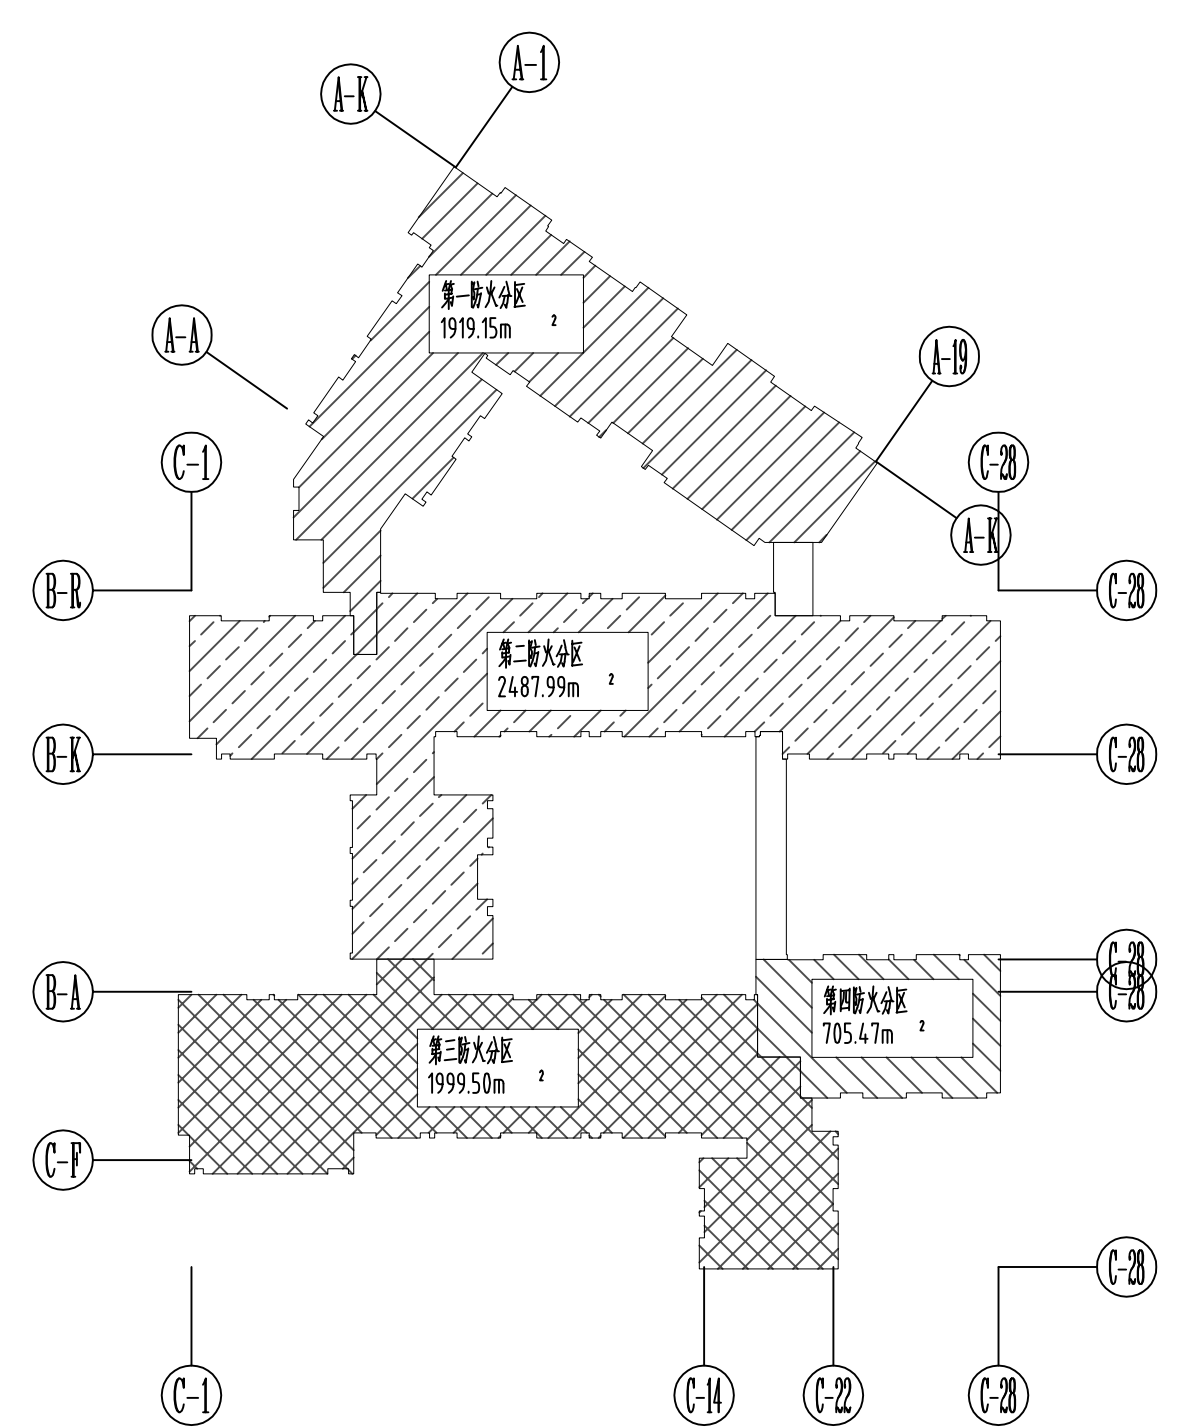 A-1
A-K
第一防火分区
1919.15m 2
A-A
A-19
C-1
C-28
A-K
B-R
C-28
第二防火分区
2487.99m 2
B-K
C-28
C-28
B-A
C-28
第四防火分区
705.47m 2
第三防火分区
1999.50m 2
C-F
C-28
C-1
C-14
C-22
C-28